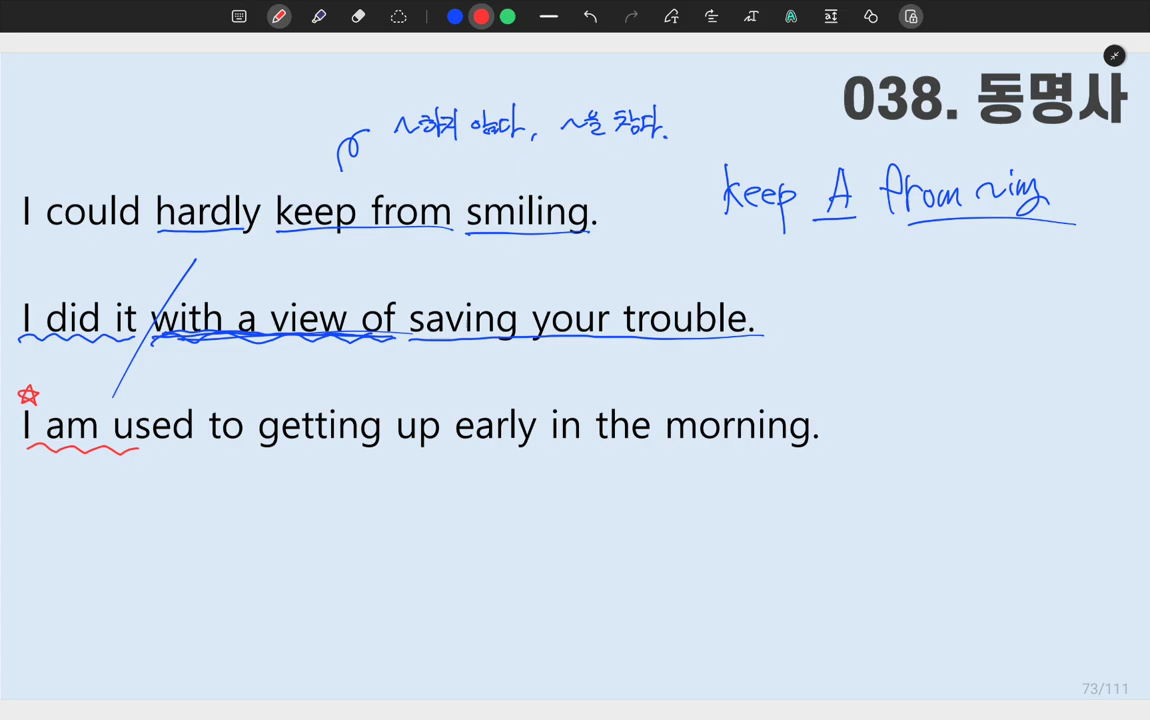 038. 동명사
~하지 않다, ~을 참다.
keep A from ~ing
I could hardly keep from smiling.
I did it with a view of saving your trouble.
I am used to getting up early in the morning.
73/111